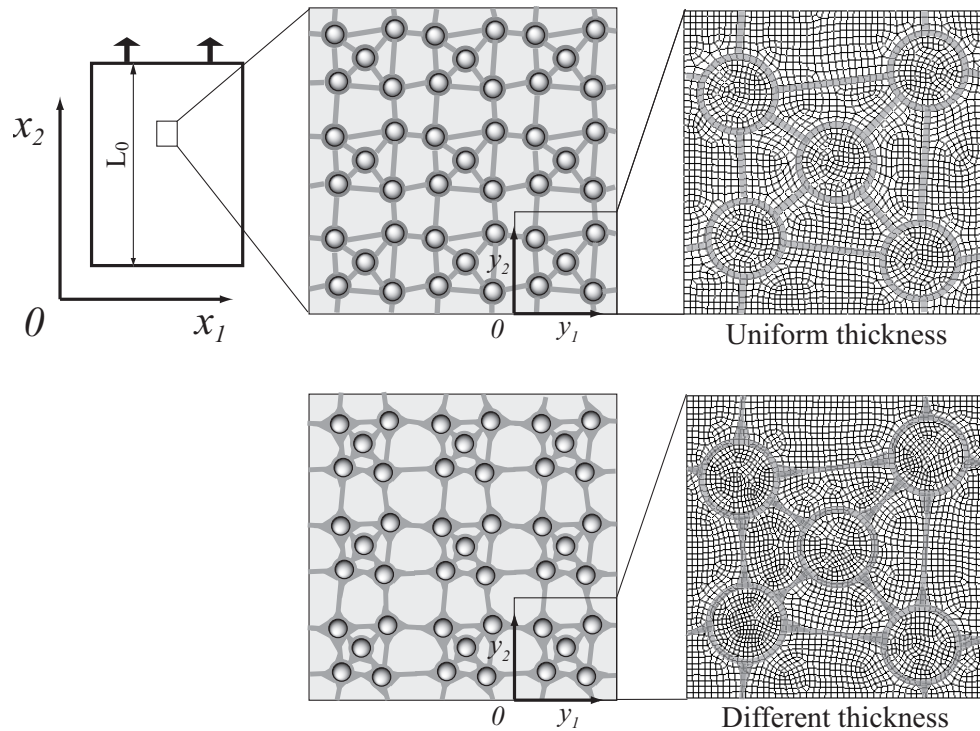 x2
L0
0
x1
y2
0
y1
Uniform thickness
y2
0
y1
Different thickness